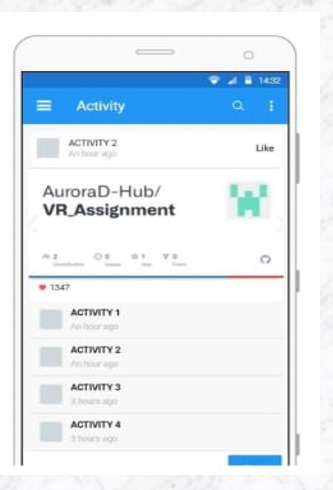 14:32
Activity
ACTIVITY 2
An hour ago
Like
AuroraD-Hub/
VR_Assignment
2 0 1 0
Contributors Issues Star Forks
1347
ACTIVITY 1
An hour ago
ACTIVITY 2
An hour ago
ACTIVITY 3
3 hours ago
ACTIVITY 4
3 hours ago